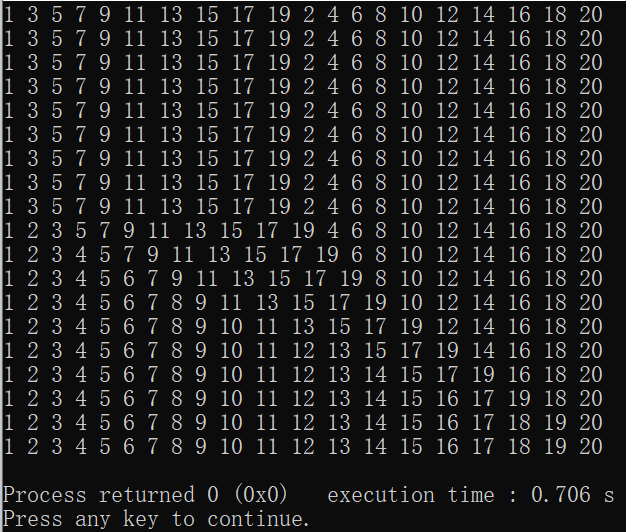 1 3 5 7 9 11 13 15 17 19 2 4 6 8 10 12 14 16 18 20
1 3 5 7 9 11 13 15 17 19 2 4 6 8 10 12 14 16 18 20
1 3 5 7 9 11 13 15 17 19 2 4 6 8 10 12 14 16 18 20
1 3 5 7 9 11 13 15 17 19 2 4 6 8 10 12 14 16 18 20
1 3 5 7 9 11 13 15 17 19 2 4 6 8 10 12 14 16 18 20
1 3 5 7 9 11 13 15 17 19 2 4 6 8 10 12 14 16 18 20
1 3 5 7 9 11 13 15 17 19 2 4 6 8 10 12 14 16 18 20
1 3 5 7 9 11 13 15 17 19 2 4 6 8 10 12 14 16 18 20
1 3 5 7 9 11 13 15 17 19 2 4 6 8 10 12 14 16 18 20
1 2 3 5 7 9 11 13 15 17 19 4 6 8 10 12 14 16 18 20
1 2 3 4 5 7 9 11 13 15 17 19 6 8 10 12 14 16 18 20
1 2 3 4 5 6 7 9 11 13 15 17 19 8 10 12 14 16 18 20
1 2 3 4 5 6 7 8 9 11 13 15 17 19 10 12 14 16 18 20
1 2 3 4 5 6 7 8 9 10 11 13 15 17 19 12 14 16 18 20
1 2 3 4 5 6 7 8 9 10 11 12 13 15 17 19 14 16 18 20
1 2 3 4 5 6 7 8 9 10 11 12 13 14 15 17 19 16 18 20
1 2 3 4 5 6 7 8 9 10 11 12 13 14 15 16 17 19 18 20
1 2 3 4 5 6 7 8 9 10 11 12 13 14 15 16 17 18 19 20
1 2 3 4 5 6 7 8 9 10 11 12 13 14 15 16 17 18 19 20
Process returned 0 (0x0)   execution time : 0.706 s
Press any key to continue.